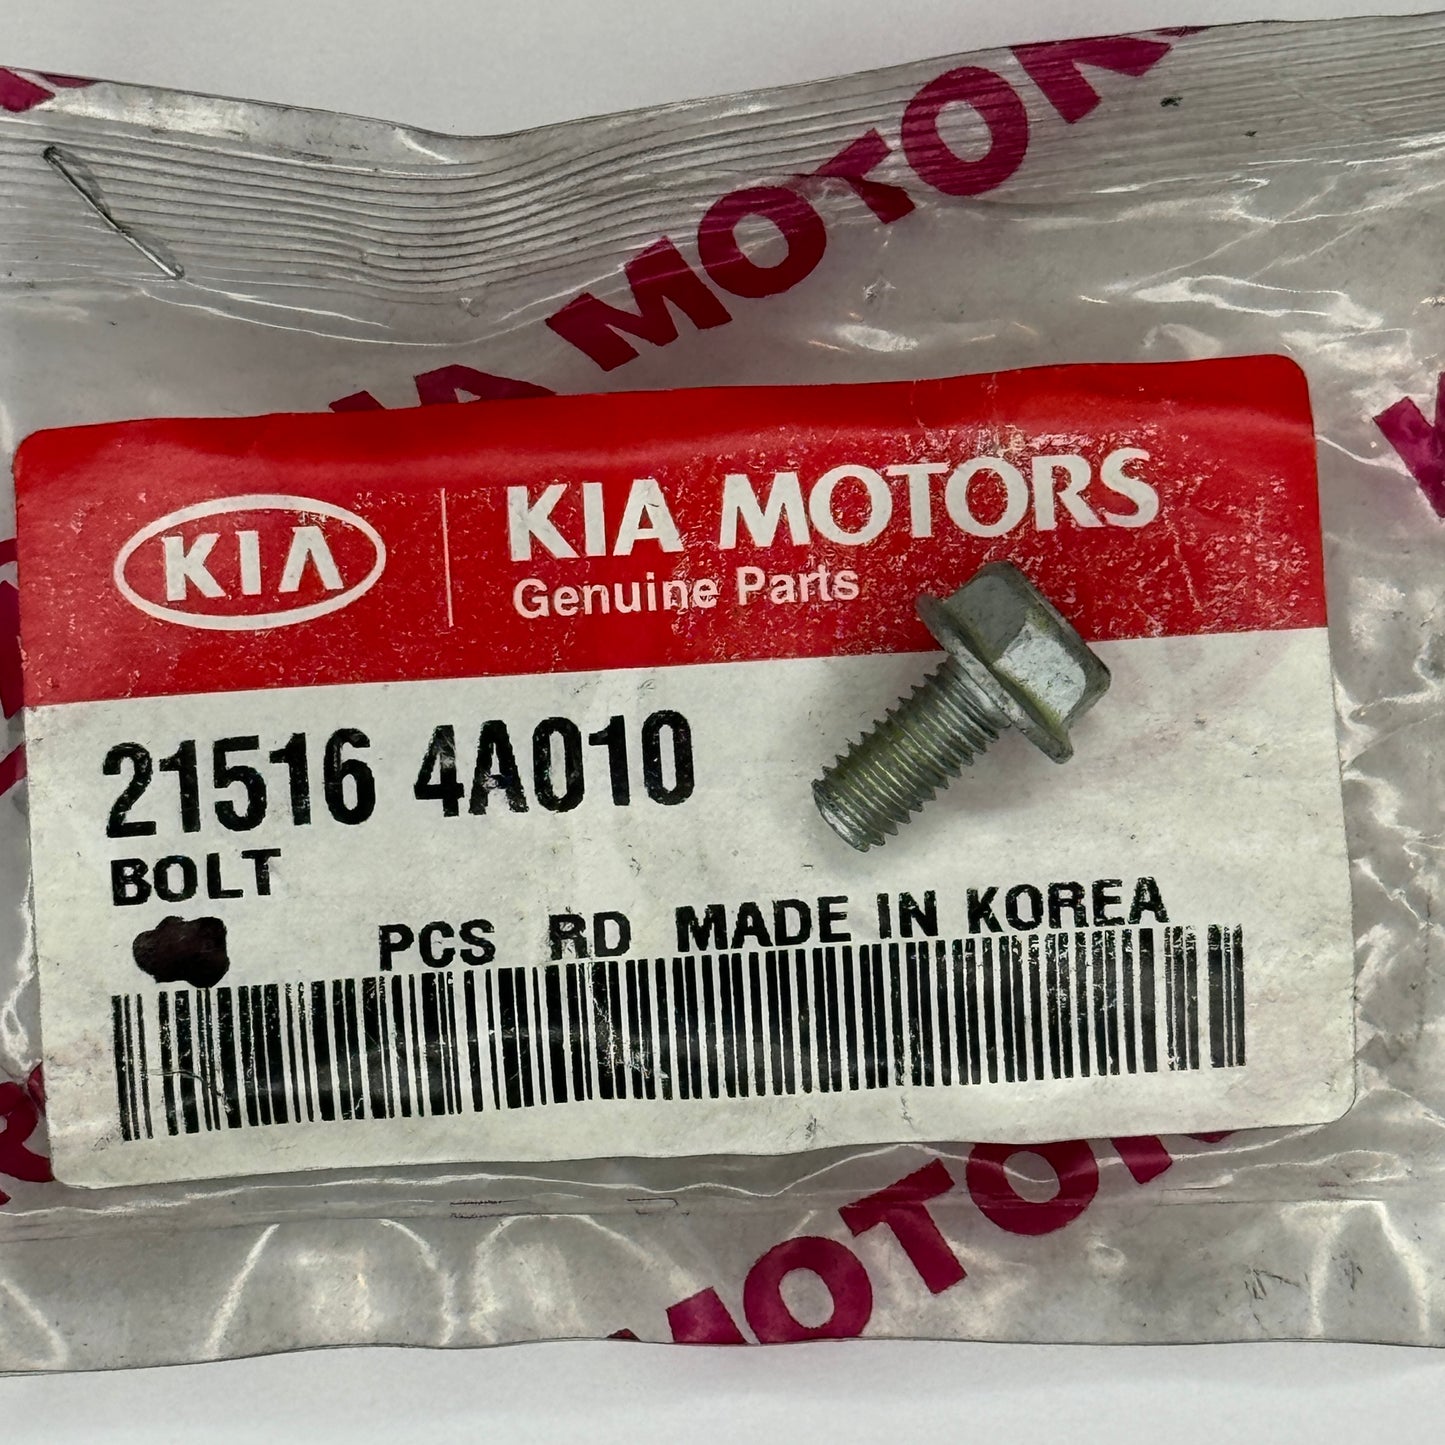 KIA MOTORS
KIA
KIA MOTORS
Genuine Parts
21516 4A010
BOLT
PCS RD MADE IN KOREA
MOTOR